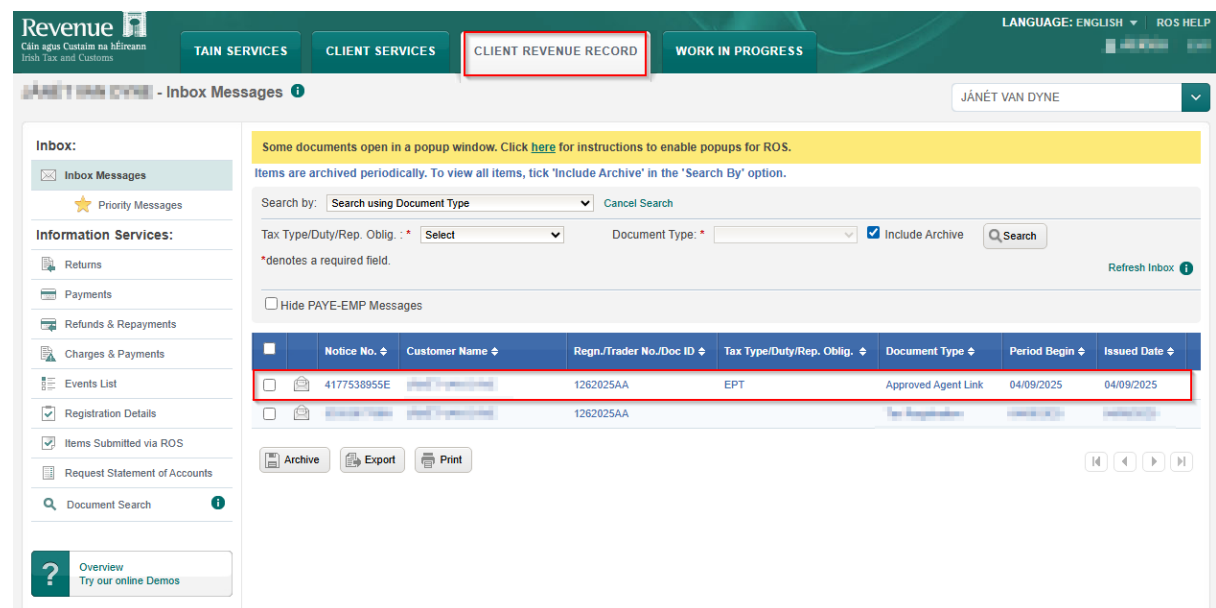 Revenue
Cáin agus Custaim na hÉireann
Irish Tax and Customs
LANGUAGE: ENGLISH ROS HELP
TAIN SERVICES CLIENT SERVICES CLIENT REVENUE RECORD WORK IN PROGRESS
- Inbox Messages i
JÁNÉT VAN DYNE
Inbox:
Inbox Messages
Priority Messages
Information Services:
Returns
Payments
Refunds & Repayments
Charges & Payments
Events List
Registration Details
Items Submitted via ROS
Request Statement of Accounts
Document Search i
?
Overview
Try our online Demos
Some documents open in a popup window. Click here for instructions to enable popups for ROS.
Items are archived periodically. To view all items, tick 'Include Archive' in the 'Search By' option.
Search by: Search using Document Type Cancel Search
Tax Type/Duty/Rep. Oblig. : * Select Document Type: * Include Archive Search
*denotes a required field.
Refresh Inbox i
Hide PAYE-EMP Messages
Notice No. Customer Name Regn./Trader No./Doc ID Tax Type/Duty/Rep. Oblig. Document Type Period Begin Issued Date
4177538955E 1262025AA EPT Approved Agent Link 04/09/2025 04/09/2025
1262025AA
Archive Export Print